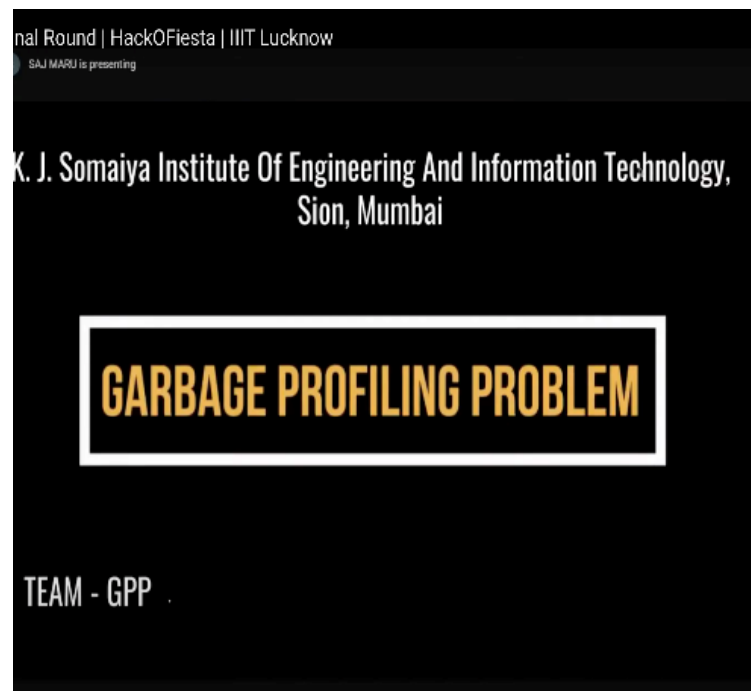 nal Round | HackOFiesta | IIIT Lucknow
SAJ MARU is presenting
K. J. Somaiya Institute Of Engineering And Information Technology,
Sion, Mumbai
GARBAGE PROFILING PROBLEM
TEAM - GPP